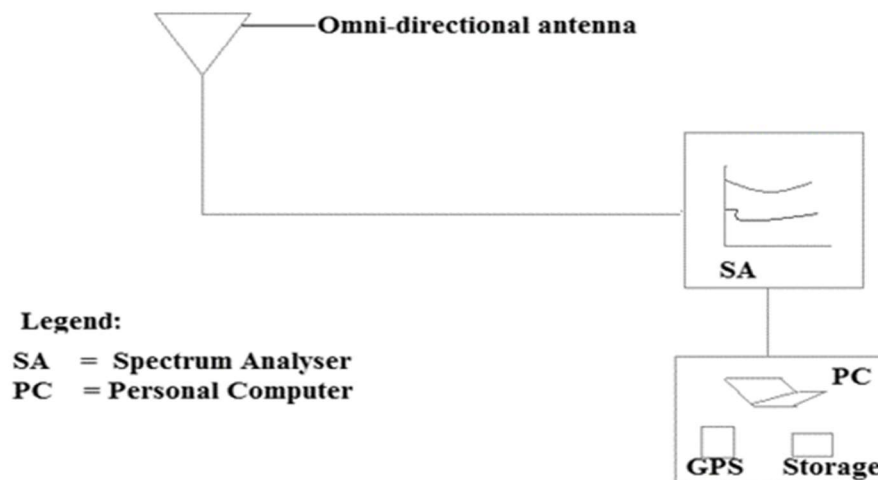 Omni-directional antenna
SA
Legend:
SA = Spectrum Analyser
PC = Personal Computer
PC
GPS Storage